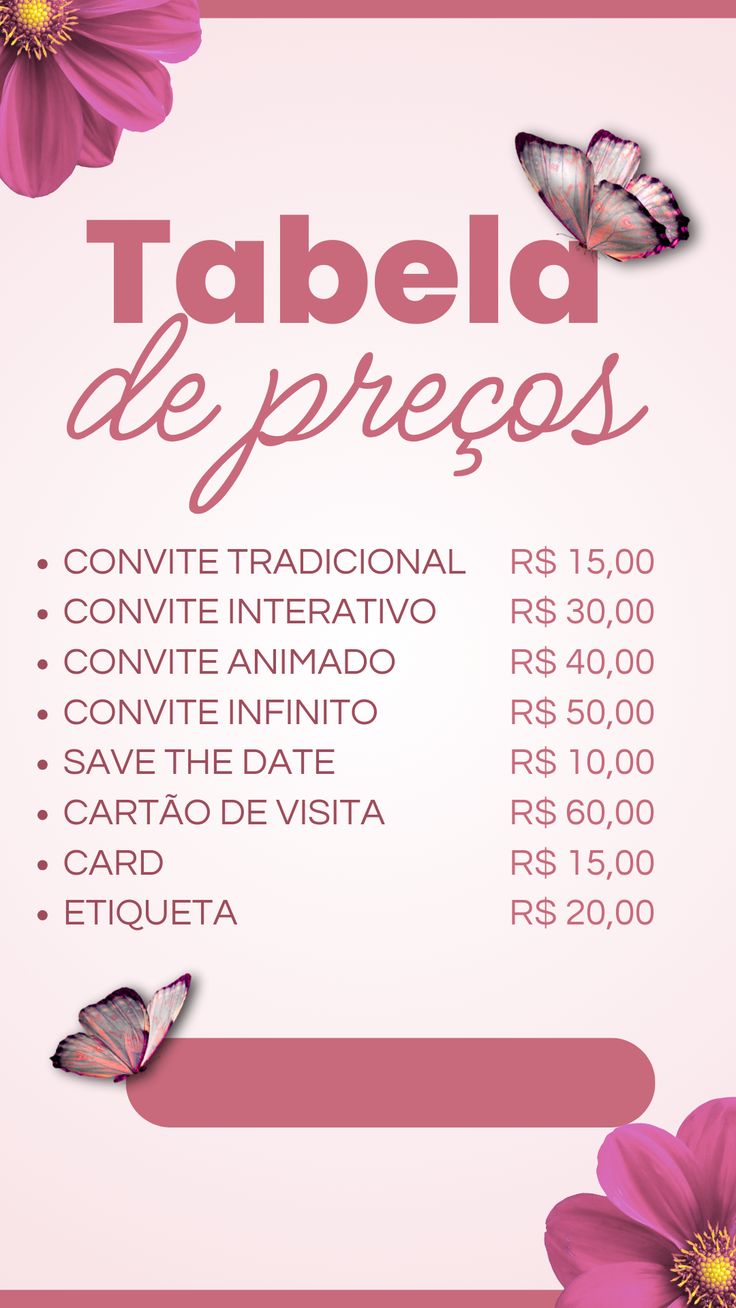 Tabela
de preços
• CONVITE TRADICIONAL R$ 15,00
• CONVITE INTERATIVO R$ 30,00
• CONVITE ANIMADO R$ 40,00
• CONVITE INFINITO R$ 50,00
• SAVE THE DATE R$ 10,00
• CARTÃO DE VISITA R$ 60,00
• CARD R$ 15,00
• ETIQUETA R$ 20,00